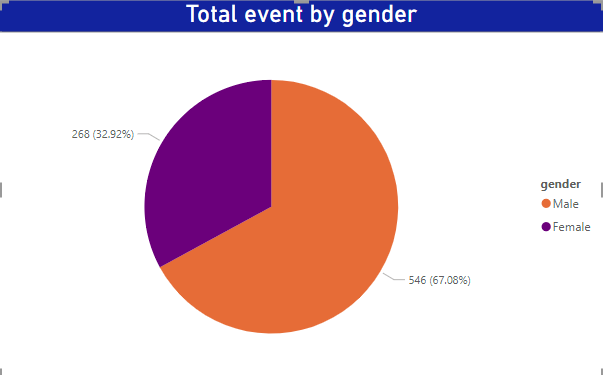 Total event by gender
268 (32.92%)
gender
Male
Female
546 (67.08%)